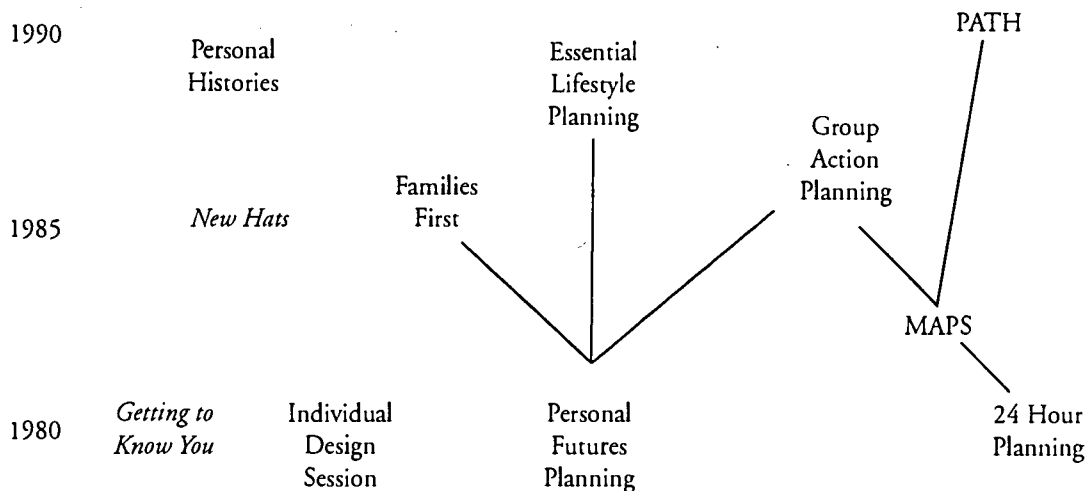 1990
Personal
Histories
Essential
Lifestyle
Planning
PATH
Group
Action
Planning
1985
New Hats
Families
First
MAPS
1980
Getting to
Know You
Individual
Design
Session
Personal
Futures
Planning
24 Hour
Planning